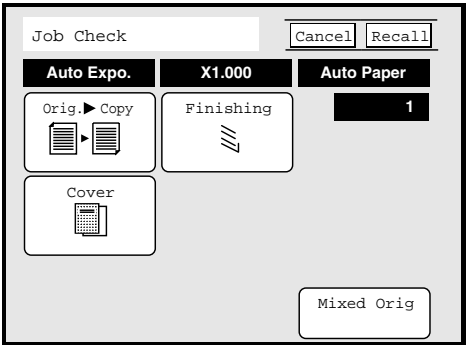 Job Check Cancel Recall
Auto Expo. X1.000 Auto Paper
Orig.▶Copy Finishing 1
Cover
Mixed Orig